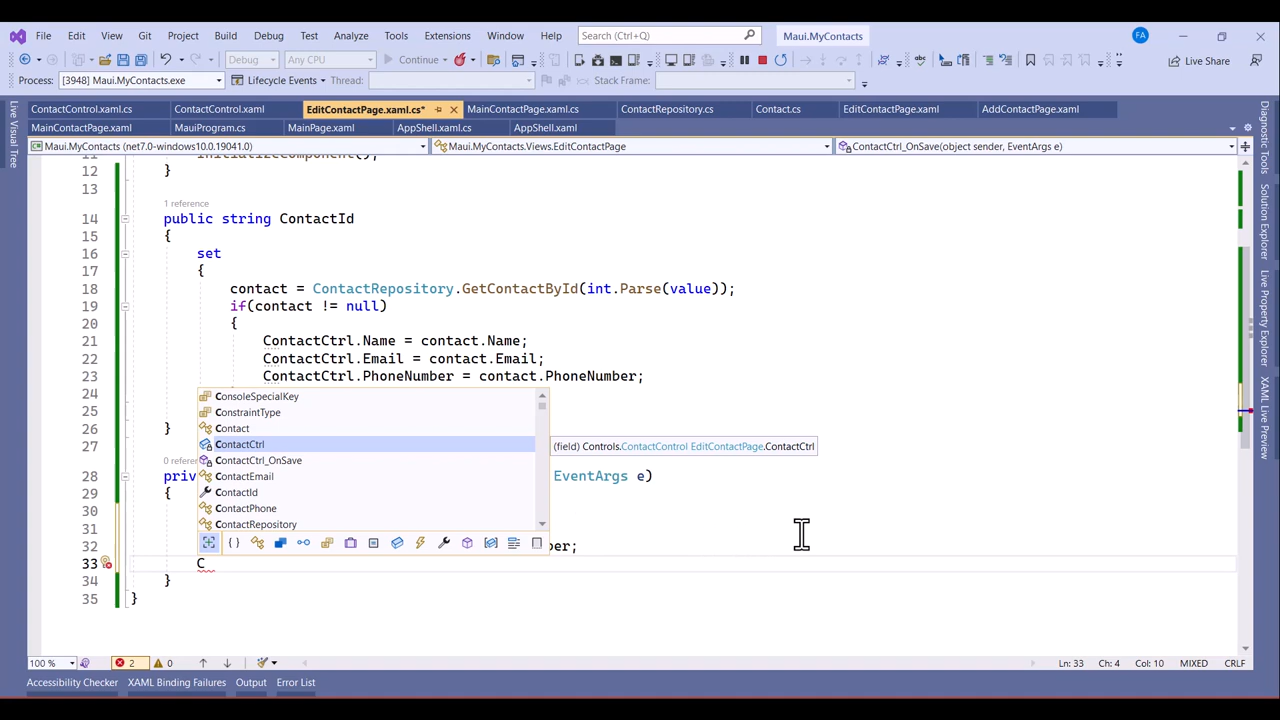 File Edit View Git Project Build Debug Test Analyze Tools Extensions Window Help Search (Ctrl+Q) Maui.MyContacts FA
Debug Any CPU Continue Live Share
Process: [3948] Maui.MyContacts.exe Lifecycle Events Thread: Stack Frame:
ContactControl.xaml.cs ContactControl.xaml EditContactPage.xaml.cs* MainContactPage.xaml.cs ContactRepository.cs Contact.cs EditContactPage.xaml AddContactPage.xaml
MainContactPage.xaml MauiProgram.cs MainPage.xaml AppShell.xaml.cs AppShell.xaml
Maui.MyContacts (net7.0-windows10.0.19041.0) Maui.MyContacts.Views.EditContactPage ContactCtrl_OnSave(object sender, EventArgs e)
Live Visual Tree
Diagnostic Tools
Solution Explorer
XAML Live Preview
11 InitializeComponent();
12 }
13
1 reference
14 public string ContactId
15 {
16 set
17 {
18 contact = ContactRepository.GetContactById(int.Parse(value));
19 if(contact != null)
20 {
21 ContactCtrl.Name = contact.Name;
22 ContactCtrl.Email = contact.Email;
23 ContactCtrl.PhoneNumber = contact.PhoneNumber;
24
25
26 }
27
0 referen
28 priv EventArgs e)
29 {
30
31
32 ber;
33 C
34 }
35 }
ConsoleSpecialKey
ConstraintType
Contact
ContactCtrl
ContactCtrl_OnSave
ContactEmail
ContactId
ContactPhone
ContactRepository
(field) Controls.ContactControl EditContactPage.ContactCtrl
100 % 2 0 Ln: 33 Ch: 4 Col: 10 MIXED CRLF
Accessibility Checker XAML Binding Failures Output Error List